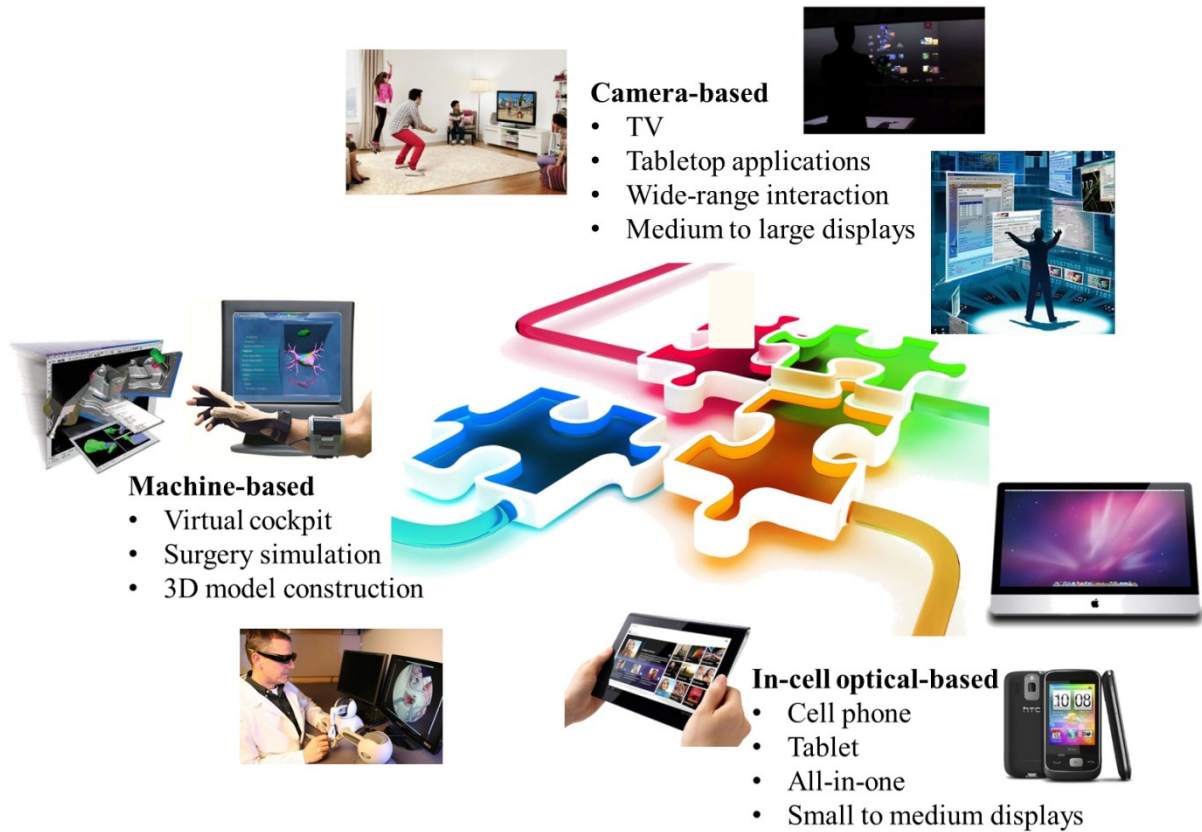 Camera-based
• TV
• Tabletop applications
• Wide-range interaction
• Medium to large displays
Machine-based
• Virtual cockpit
• Surgery simulation
• 3D model construction
In-cell optical-based
• Cell phone
• Tablet
• All-in-one
• Small to medium displays
hTC
10 08